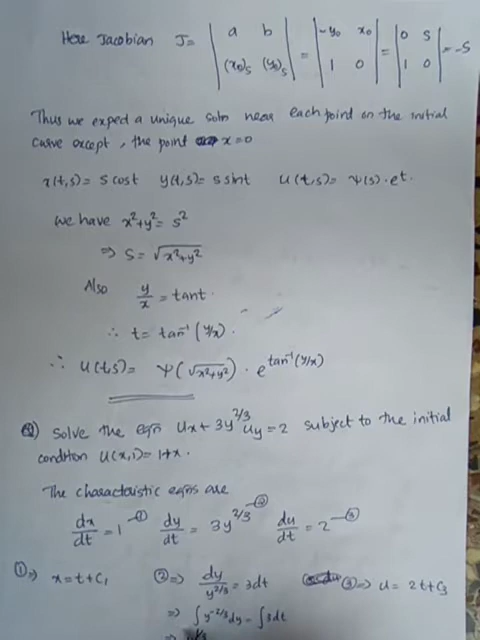 Here Jacobian J = | a b ; (x0)s (y0)s | = | -y0 x0 ; 1 0 | = | 0 s ; 1 0 | = -s
Thus we expect a unique soln near each point on the initial
curve except, the point x=0
x(t,s) = s cost y(t,s) = s sint u(t,s) = ψ(s).e^t.
we have x²+y² = s²
⇒ s = √(x²+y²)
Also y/x = tant.
∴ t = tan⁻¹(y/x).
∴ u(t,s) = ψ(√(x²+y²)) . e^(tan⁻¹(y/x))
Q) Solve the eqn ux + 3y^(2/3) uy = 2 subject to the initial
condition u(x,1) = 1+x.
The characteristic eqns are
dx/dt = 1 —① dy/dt = 3y^(2/3) —② du/dt = 2 —③
①⇒ x = t+c₁ ②⇒ dy/y^(2/3) = 3dt ③⇒ u = 2t+c₃
⇒ ∫y^(-2/3) dy = ∫3dt